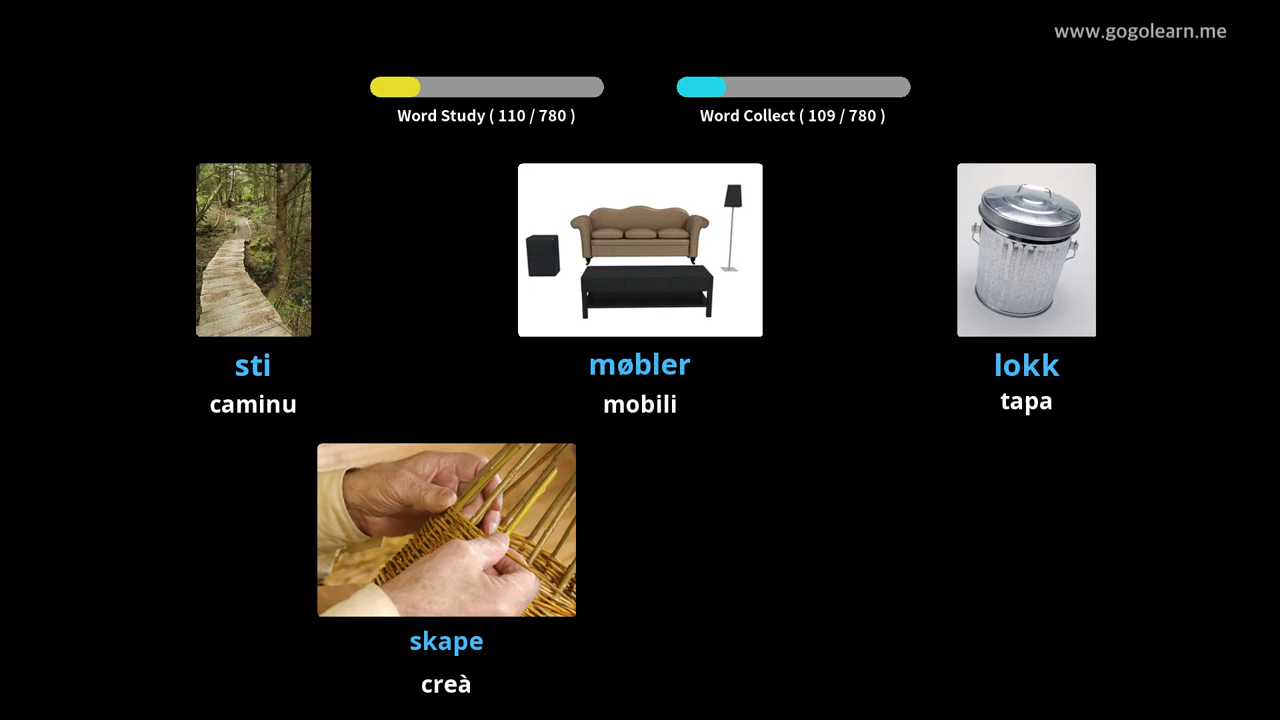 www.gogolearn.me
Word Study ( 110 / 780 )
Word Collect ( 109 / 780 )
sti
møbler
lokk
caminu
mobili
tapa
skape
creà